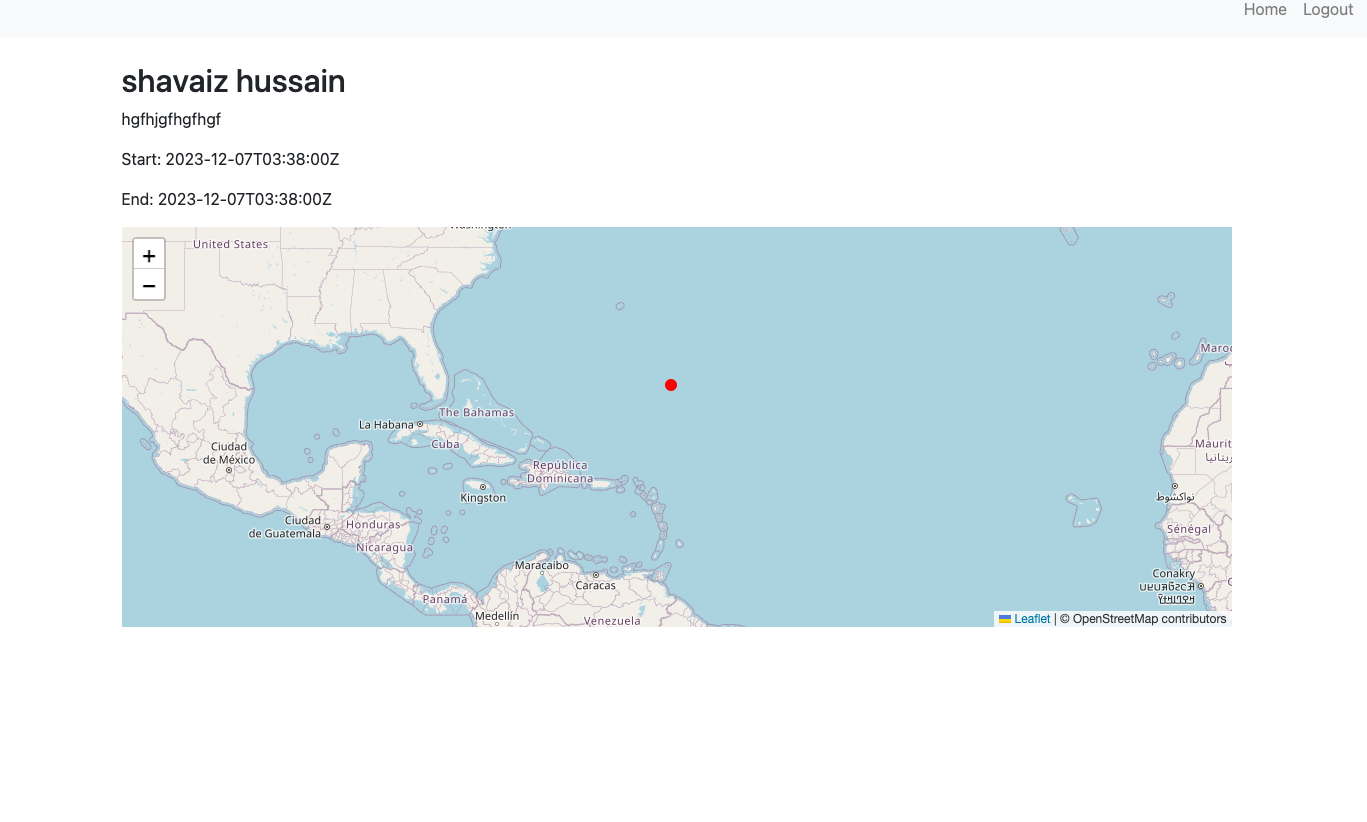 Home Logout
shavaiz hussain
hgfhjgfhgfhgf
Start: 2023-12-07T03:38:00Z
End: 2023-12-07T03:38:00Z
Washington
+
United States
−
Maroc
The Bahamas
La Habana
Cuba
Ciudad
de México
Maurit
موريتانيا
República
Dominicana
Kingston
نواكشوط
Ciudad
de Guatemala
Honduras
Sénégal
Nicaragua
Maracaibo
Caracas
Conakry
Panamá
Medellín
Venezuela
Leaflet | © OpenStreetMap contributors